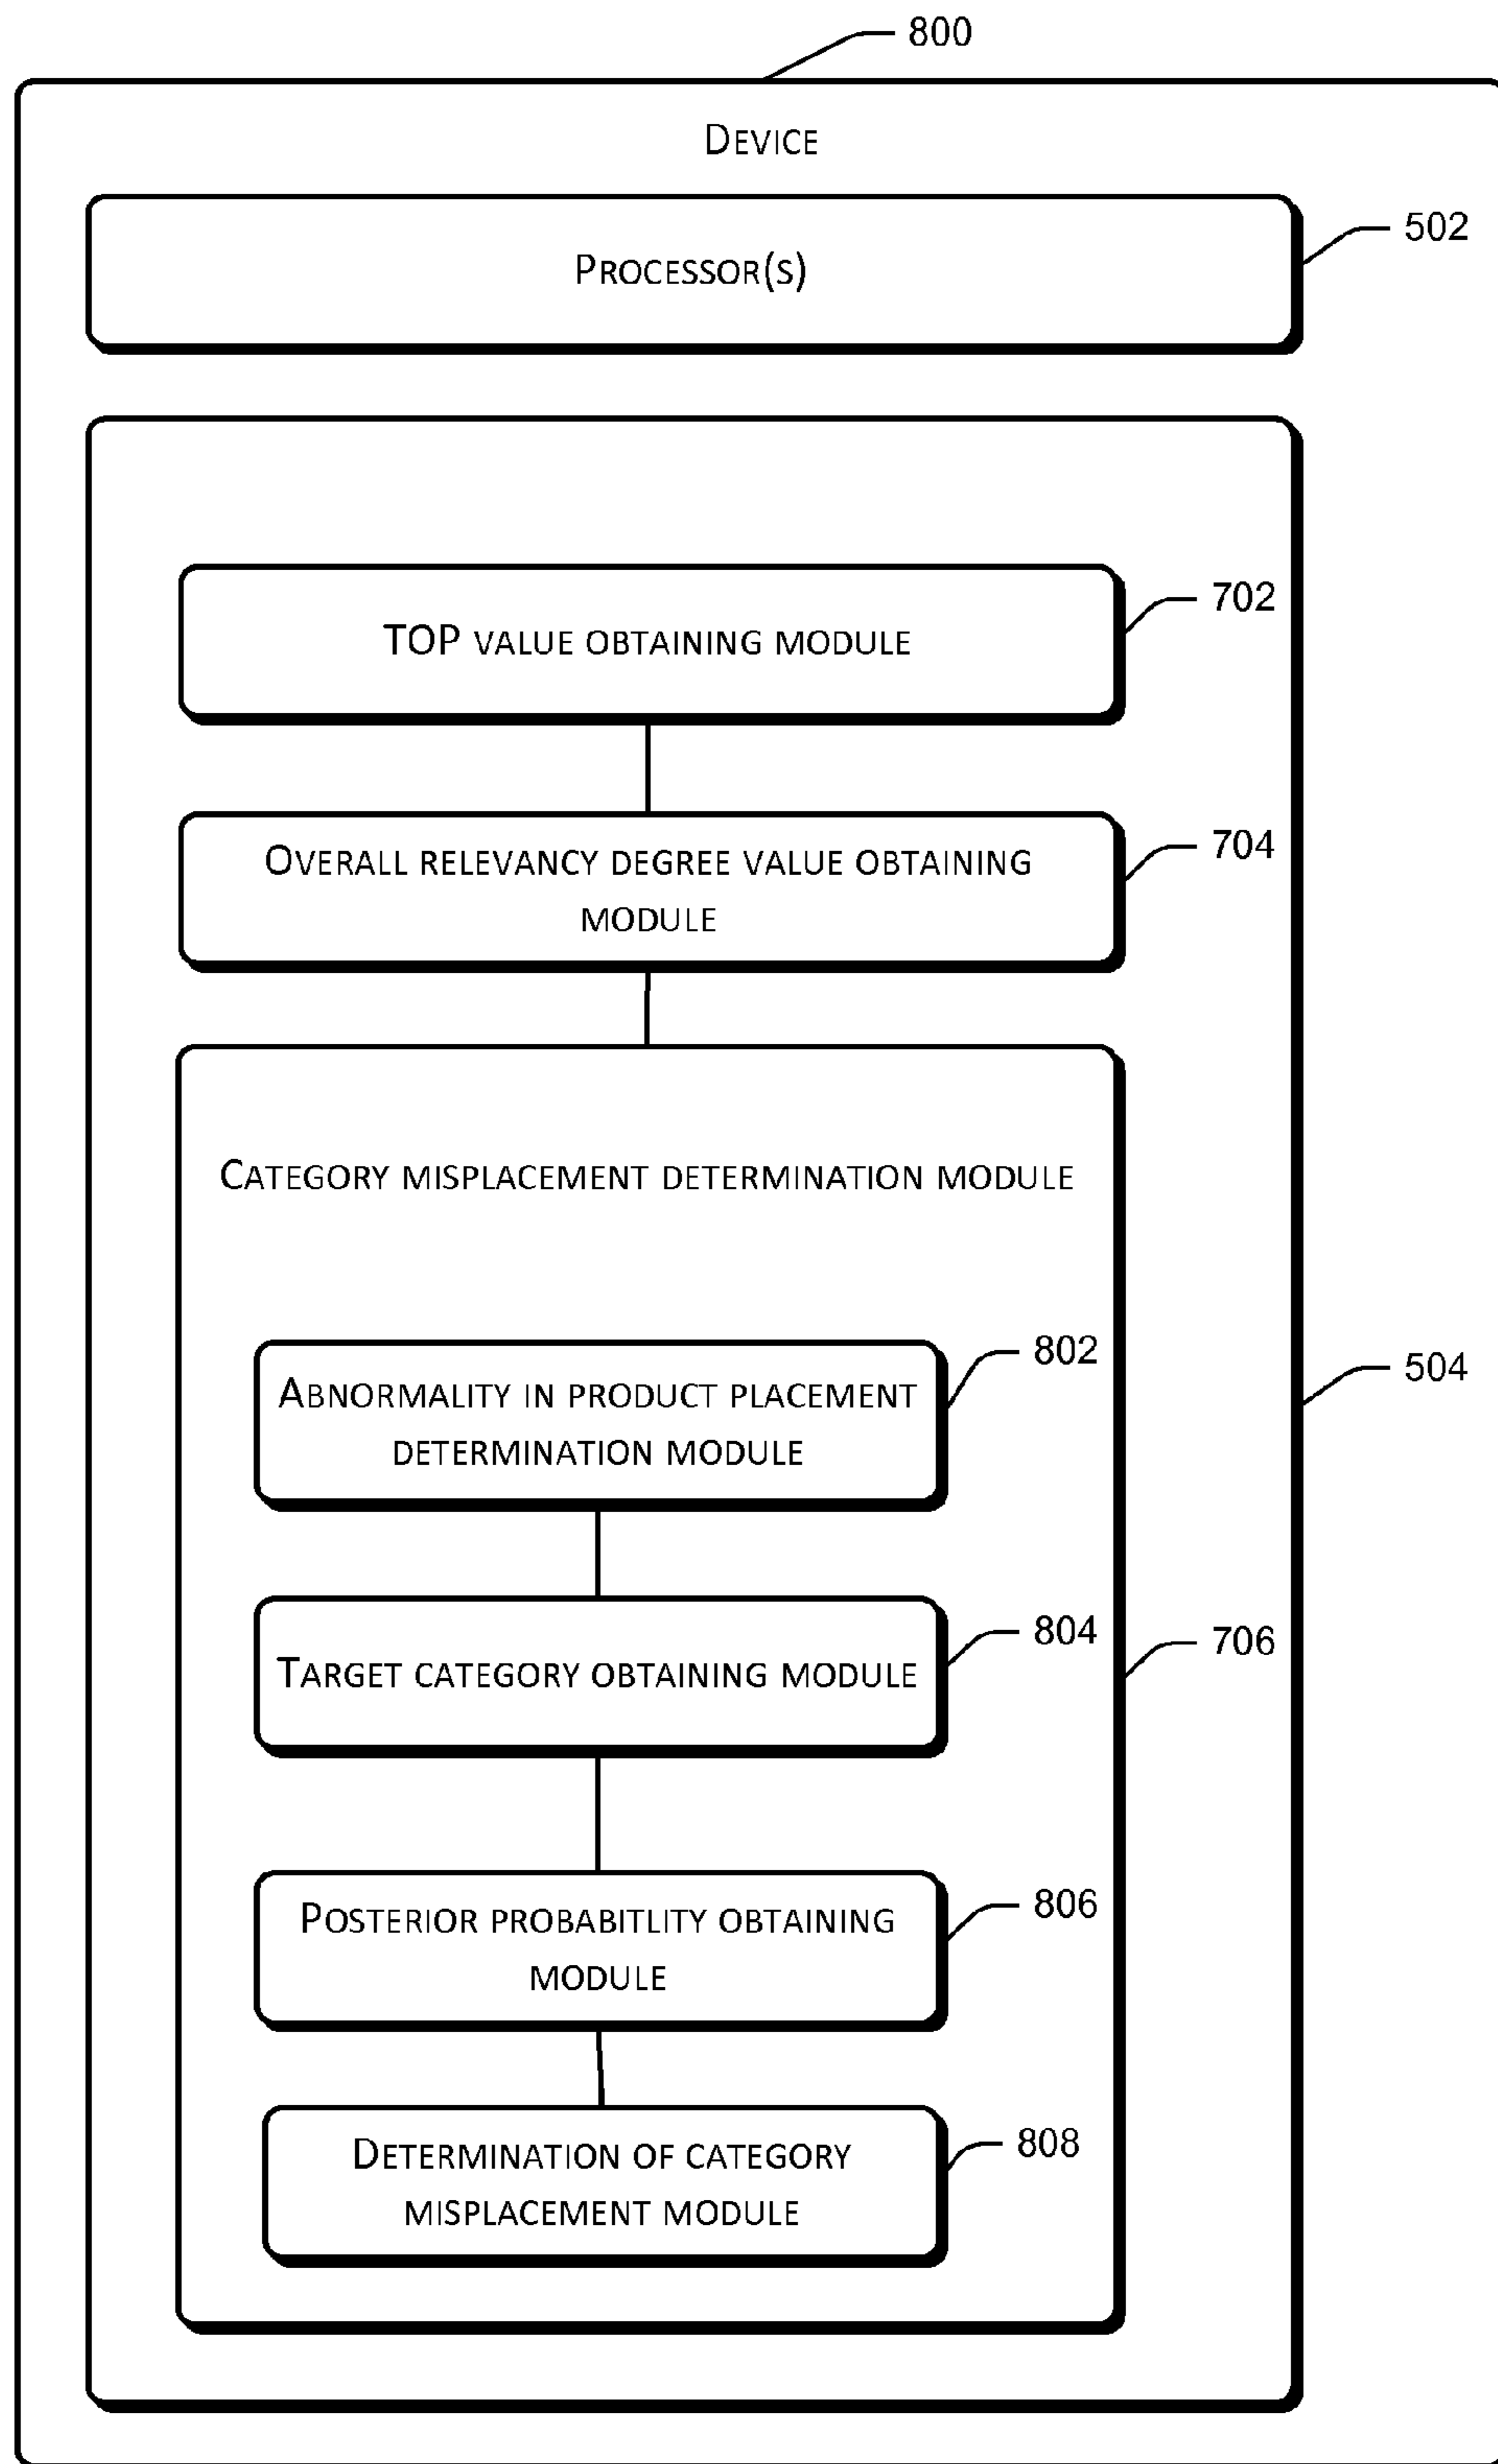 800
DEVICE
PROCESSOR(S)
502
TOP VALUE OBTAINING MODULE
702
OVERALL RELEVANCY DEGREE VALUE OBTAINING
MODULE
704
CATEGORY MISPLACEMENT DETERMINATION MODULE
ABNORMALITY IN PRODUCT PLACEMENT
DETERMINATION MODULE
802
504
TARGET CATEGORY OBTAINING MODULE
804
706
POSTERIOR PROBABITLITY OBTAINING
MODULE
806
DETERMINATION OF CATEGORY
MISPLACEMENT MODULE
808